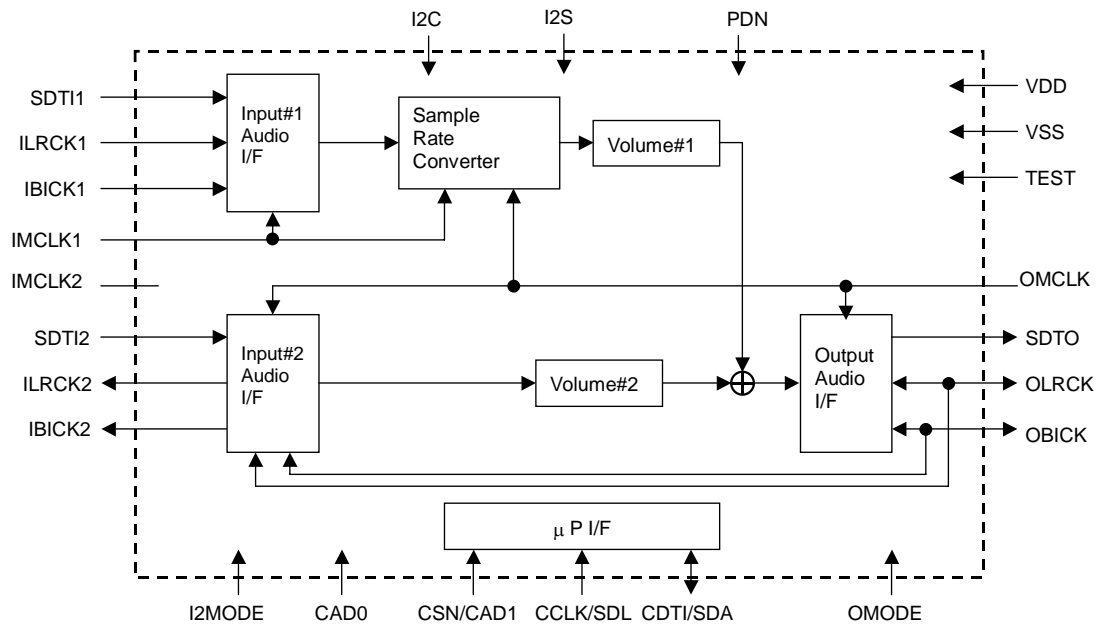 I2C
I2S
PDN
SDTI1
ILRCK1
IBICK1
IMCLK1
IMCLK2
SDTI2
ILRCK2
IBICK2
Input#1
Audio
I/F
Sample
Rate
Converter
Volume#1
Input#2
Audio
I/F
Volume#2
Output
Audio
I/F
VDD
VSS
TEST
OMCLK
SDTO
OLRCK
OBICK
μ P I/F
I2MODE
CAD0
CSN/CAD1
CCLK/SDL
CDTI/SDA
OMODE